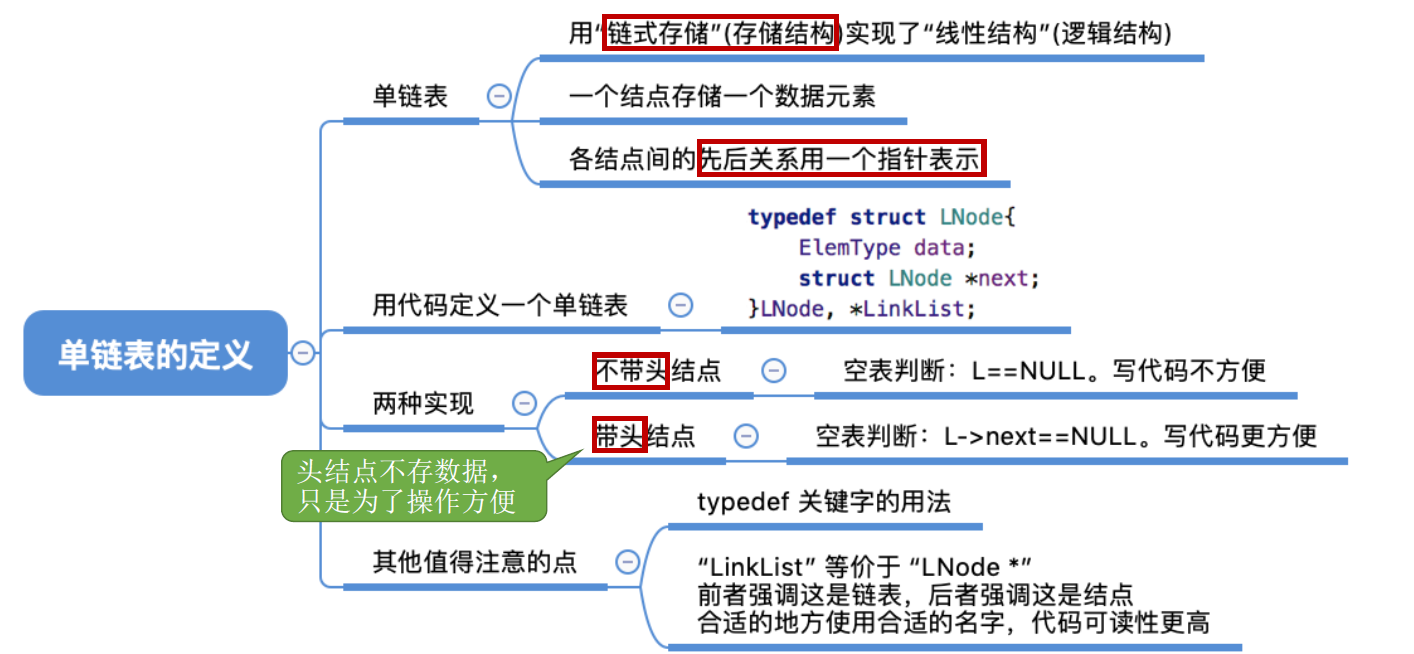 用“链式存储”(存储结构)实现了“线性结构”(逻辑结构)
单链表
一个结点存储一个数据元素
各结点间的先后关系用一个指针表示
typedef struct LNode{
ElemType data;
struct LNode *next;
}LNode, *LinkList;
用代码定义一个单链表
单链表的定义
不带头结点
空表判断：L==NULL。写代码不方便
两种实现
带头结点
空表判断：L->next==NULL。写代码更方便
头结点不存数据，
只是为了操作方便
typedef 关键字的用法
其他值得注意的点
“LinkList” 等价于 “LNode *”
前者强调这是链表，后者强调这是结点
合适的地方使用合适的名字，代码可读性更高